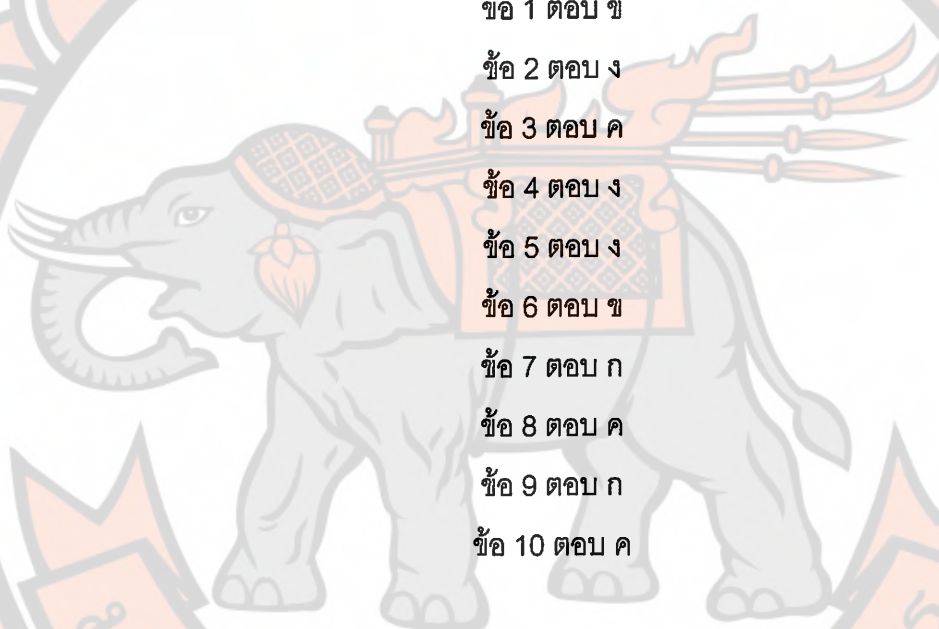 ข้อ 1 ตอบ ข
ข้อ 2 ตอบ ง
ข้อ 3 ตอบ ค
ข้อ 4 ตอบ ง
ข้อ 5 ตอบ ง
ข้อ 6 ตอบ ข
ข้อ 7 ตอบ ก
ข้อ 8 ตอบ ค
ข้อ 9 ตอบ ก
ข้อ 10 ตอบ ค